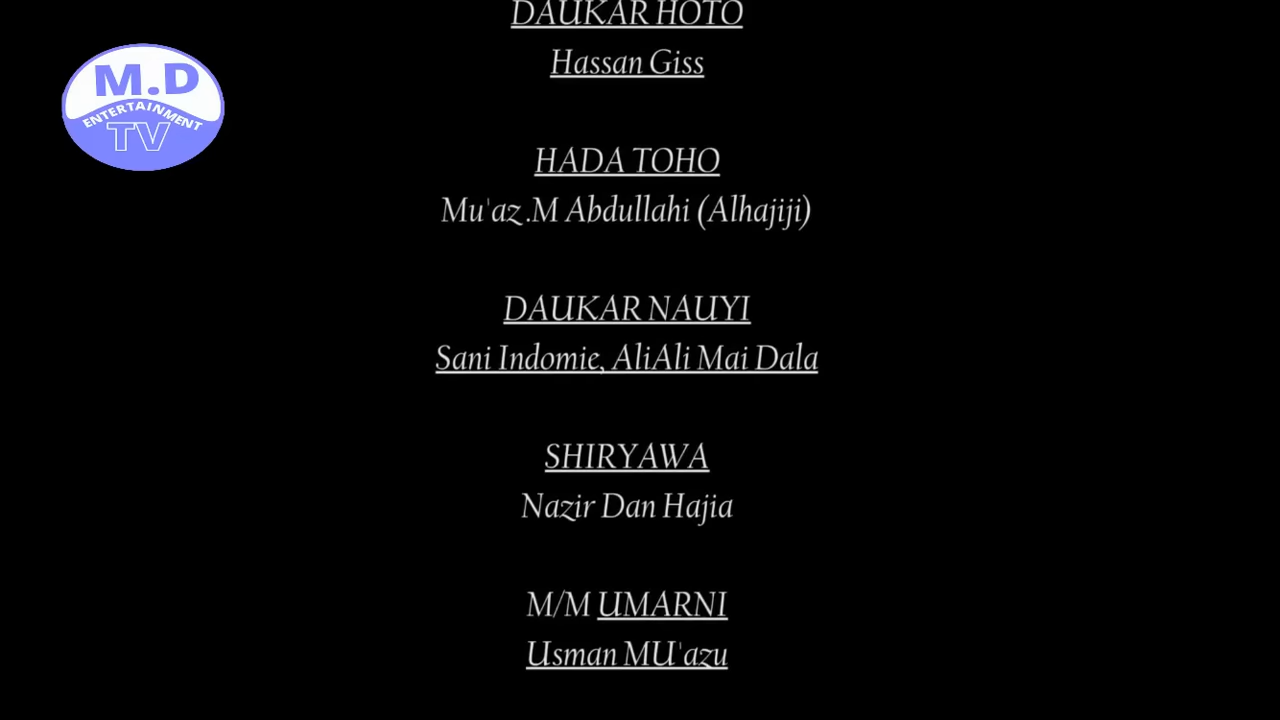 M.D
ENTERTAINMENT
TV
DAUKAR HOTO
Hassan Giss
HADA TOHO
Mu'az .M Abdullahi (Alhajiji)
DAUKAR NAUYI
Sani Indomie, AliAli Mai Dala
SHIRYAWA
Nazir Dan Hajia
M/M UMARNI
Usman MU'azu